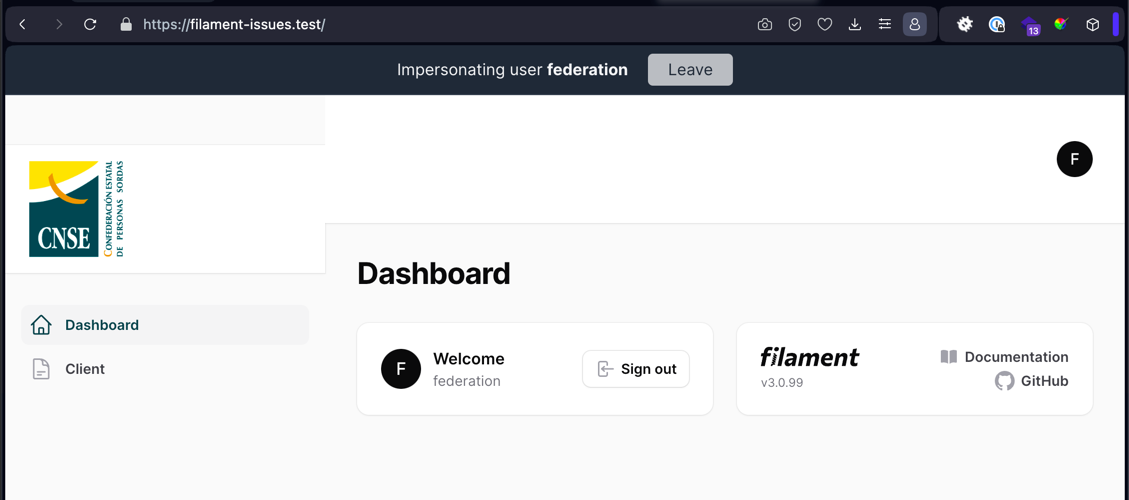 https://filament-issues.test/
13
Impersonating user federation Leave
F
CNSE
CONFEDERACIÓN ESTATAL
DE PERSONAS SORDAS
Dashboard
Client
Dashboard
F
Welcome
federation
Sign out
filament
v3.0.99
Documentation
GitHub